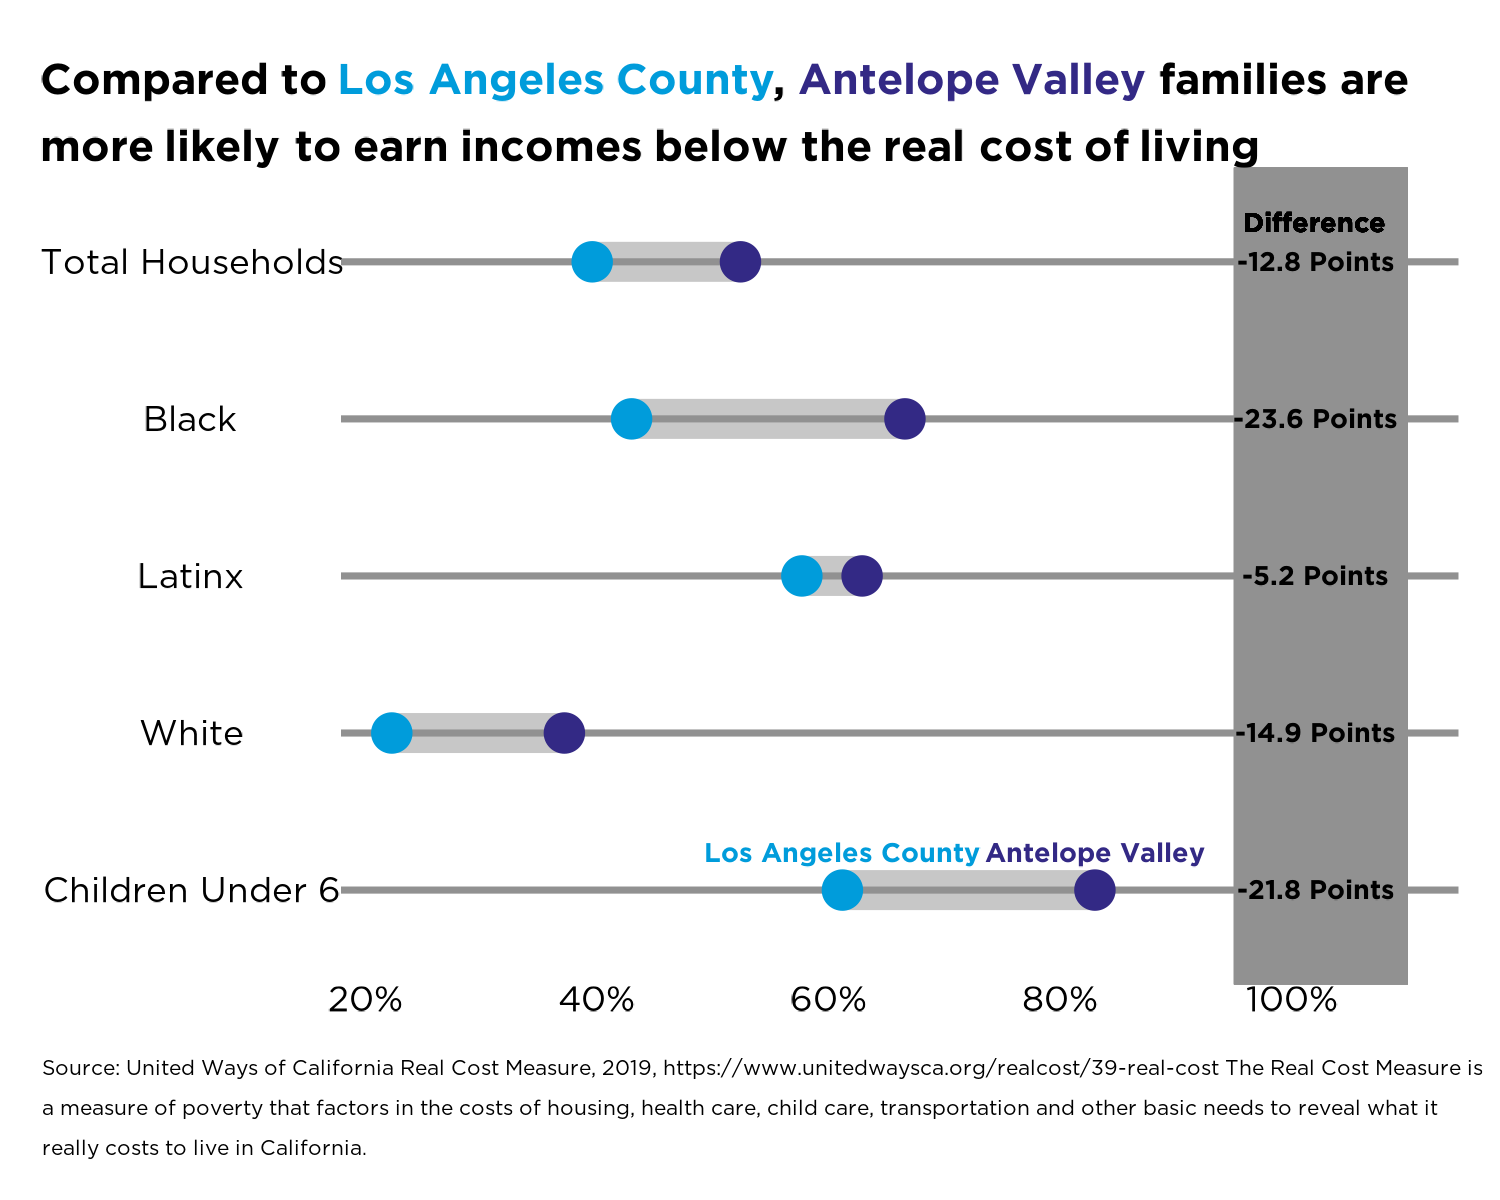 Compared to Los Angeles County, Antelope Valley families are
more likely to earn incomes below the real cost of living
Difference
Total Households
-12.8 Points
Black
-23.6 Points
Latinx
-5.2 Points
White
-14.9 Points
Los Angeles County
Antelope Valley
Children Under 6
-21.8 Points
20%
40%
60%
80%
100%
Source: United Ways of California Real Cost Measure, 2019, https://www.unitedwaysca.org/realcost/39-real-cost The Real Cost Measure is
a measure of poverty that factors in the costs of housing, health care, child care, transportation and other basic needs to reveal what it
really costs to live in California.